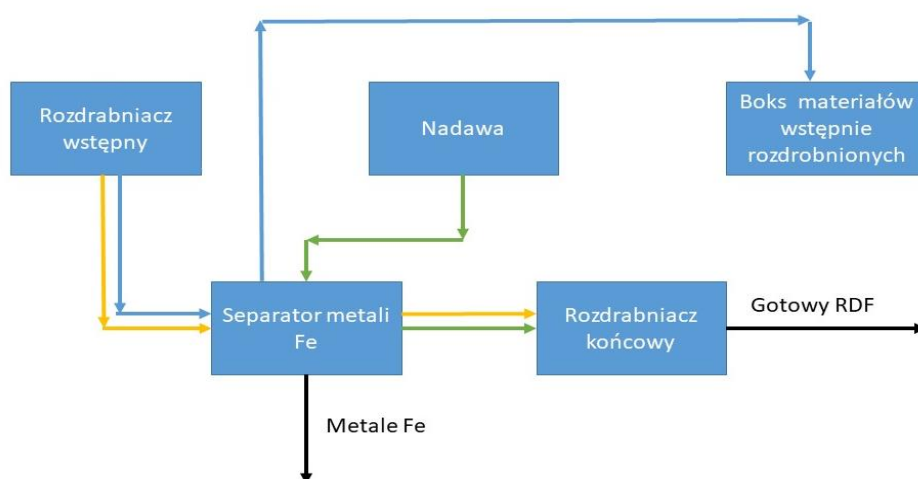 Rozdrabniacz
wstępny
Nadawa
Boks materiałów
wstępnie
rozdrobnionych
Separator metali
Fe
Rozdrabniacz
końcowy
Gotowy RDF
Metale Fe